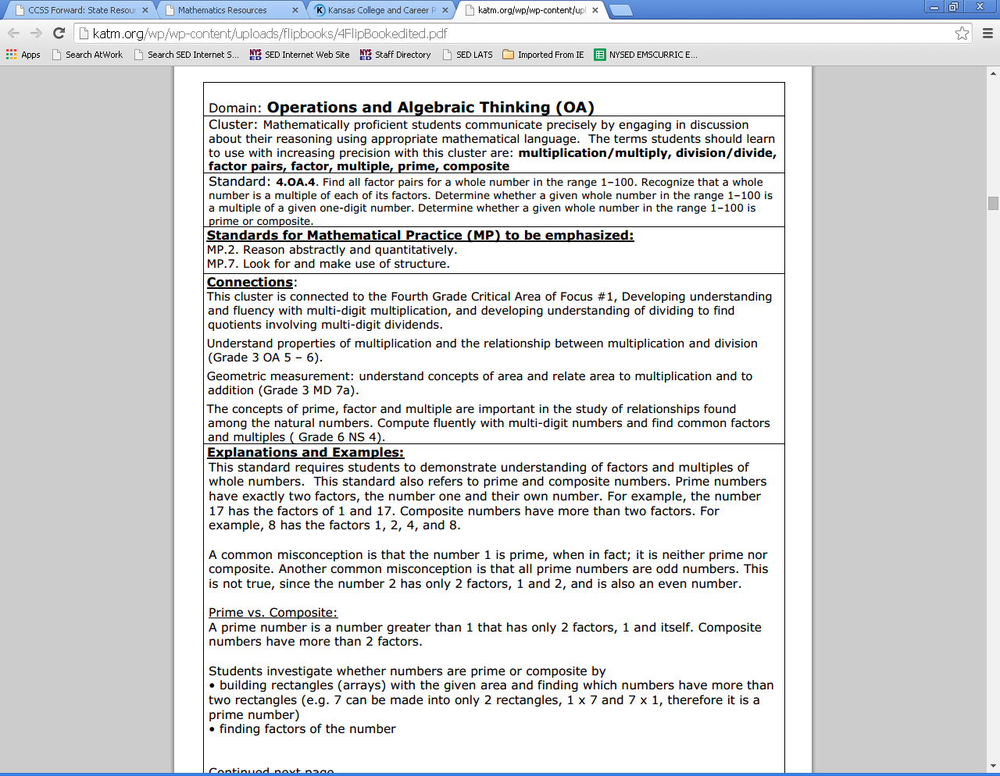 CCSS Forward: State Resou
Mathematics Resources
Kansas College and Career R
katm.org/wp/wp-content/upl
katm.org/wp/wp-content/uploads/flipbooks/4FlipBookedited.pdf
Apps
Search AtWork
Search SED Internet S...
NYS ED
SED Internet Web Site
NYS ED
Staff Directory
SED LATS
Imported From IE
NYSED EMSCURRIC E...
Domain: Operations and Algebraic Thinking (OA)
Cluster: Mathematically proficient students communicate precisely by engaging in discussion
about their reasoning using appropriate mathematical language.  The terms students should learn
to use with increasing precision with this cluster are: multiplication/multiply, division/divide,
factor pairs, factor, multiple, prime, composite
Standard: 4.OA.4. Find all factor pairs for a whole number in the range 1–100. Recognize that a whole
number is a multiple of each of its factors. Determine whether a given whole number in the range 1–100 is
a multiple of a given one-digit number. Determine whether a given whole number in the range 1–100 is
prime or composite.
Standards for Mathematical Practice (MP) to be emphasized:
MP.2. Reason abstractly and quantitatively.
MP.7. Look for and make use of structure.
Connections:
This cluster is connected to the Fourth Grade Critical Area of Focus #1, Developing understanding
and fluency with multi-digit multiplication, and developing understanding of dividing to find
quotients involving multi-digit dividends.
Understand properties of multiplication and the relationship between multiplication and division
(Grade 3 OA 5 – 6).
Geometric measurement: understand concepts of area and relate area to multiplication and to
addition (Grade 3 MD 7a).
The concepts of prime, factor and multiple are important in the study of relationships found
among the natural numbers. Compute fluently with multi-digit numbers and find common factors
and multiples ( Grade 6 NS 4).
Explanations and Examples:
This standard requires students to demonstrate understanding of factors and multiples of
whole numbers.  This standard also refers to prime and composite numbers. Prime numbers
have exactly two factors, the number one and their own number. For example, the number
17 has the factors of 1 and 17. Composite numbers have more than two factors. For
example, 8 has the factors 1, 2, 4, and 8.
A common misconception is that the number 1 is prime, when in fact; it is neither prime nor
composite. Another common misconception is that all prime numbers are odd numbers. This
is not true, since the number 2 has only 2 factors, 1 and 2, and is also an even number.
Prime vs. Composite:
A prime number is a number greater than 1 that has only 2 factors, 1 and itself. Composite
numbers have more than 2 factors.
Students investigate whether numbers are prime or composite by
• building rectangles (arrays) with the given area and finding which numbers have more than
two rectangles (e.g. 7 can be made into only 2 rectangles, 1 x 7 and 7 x 1, therefore it is a
prime number)
• finding factors of the number
Continued next page